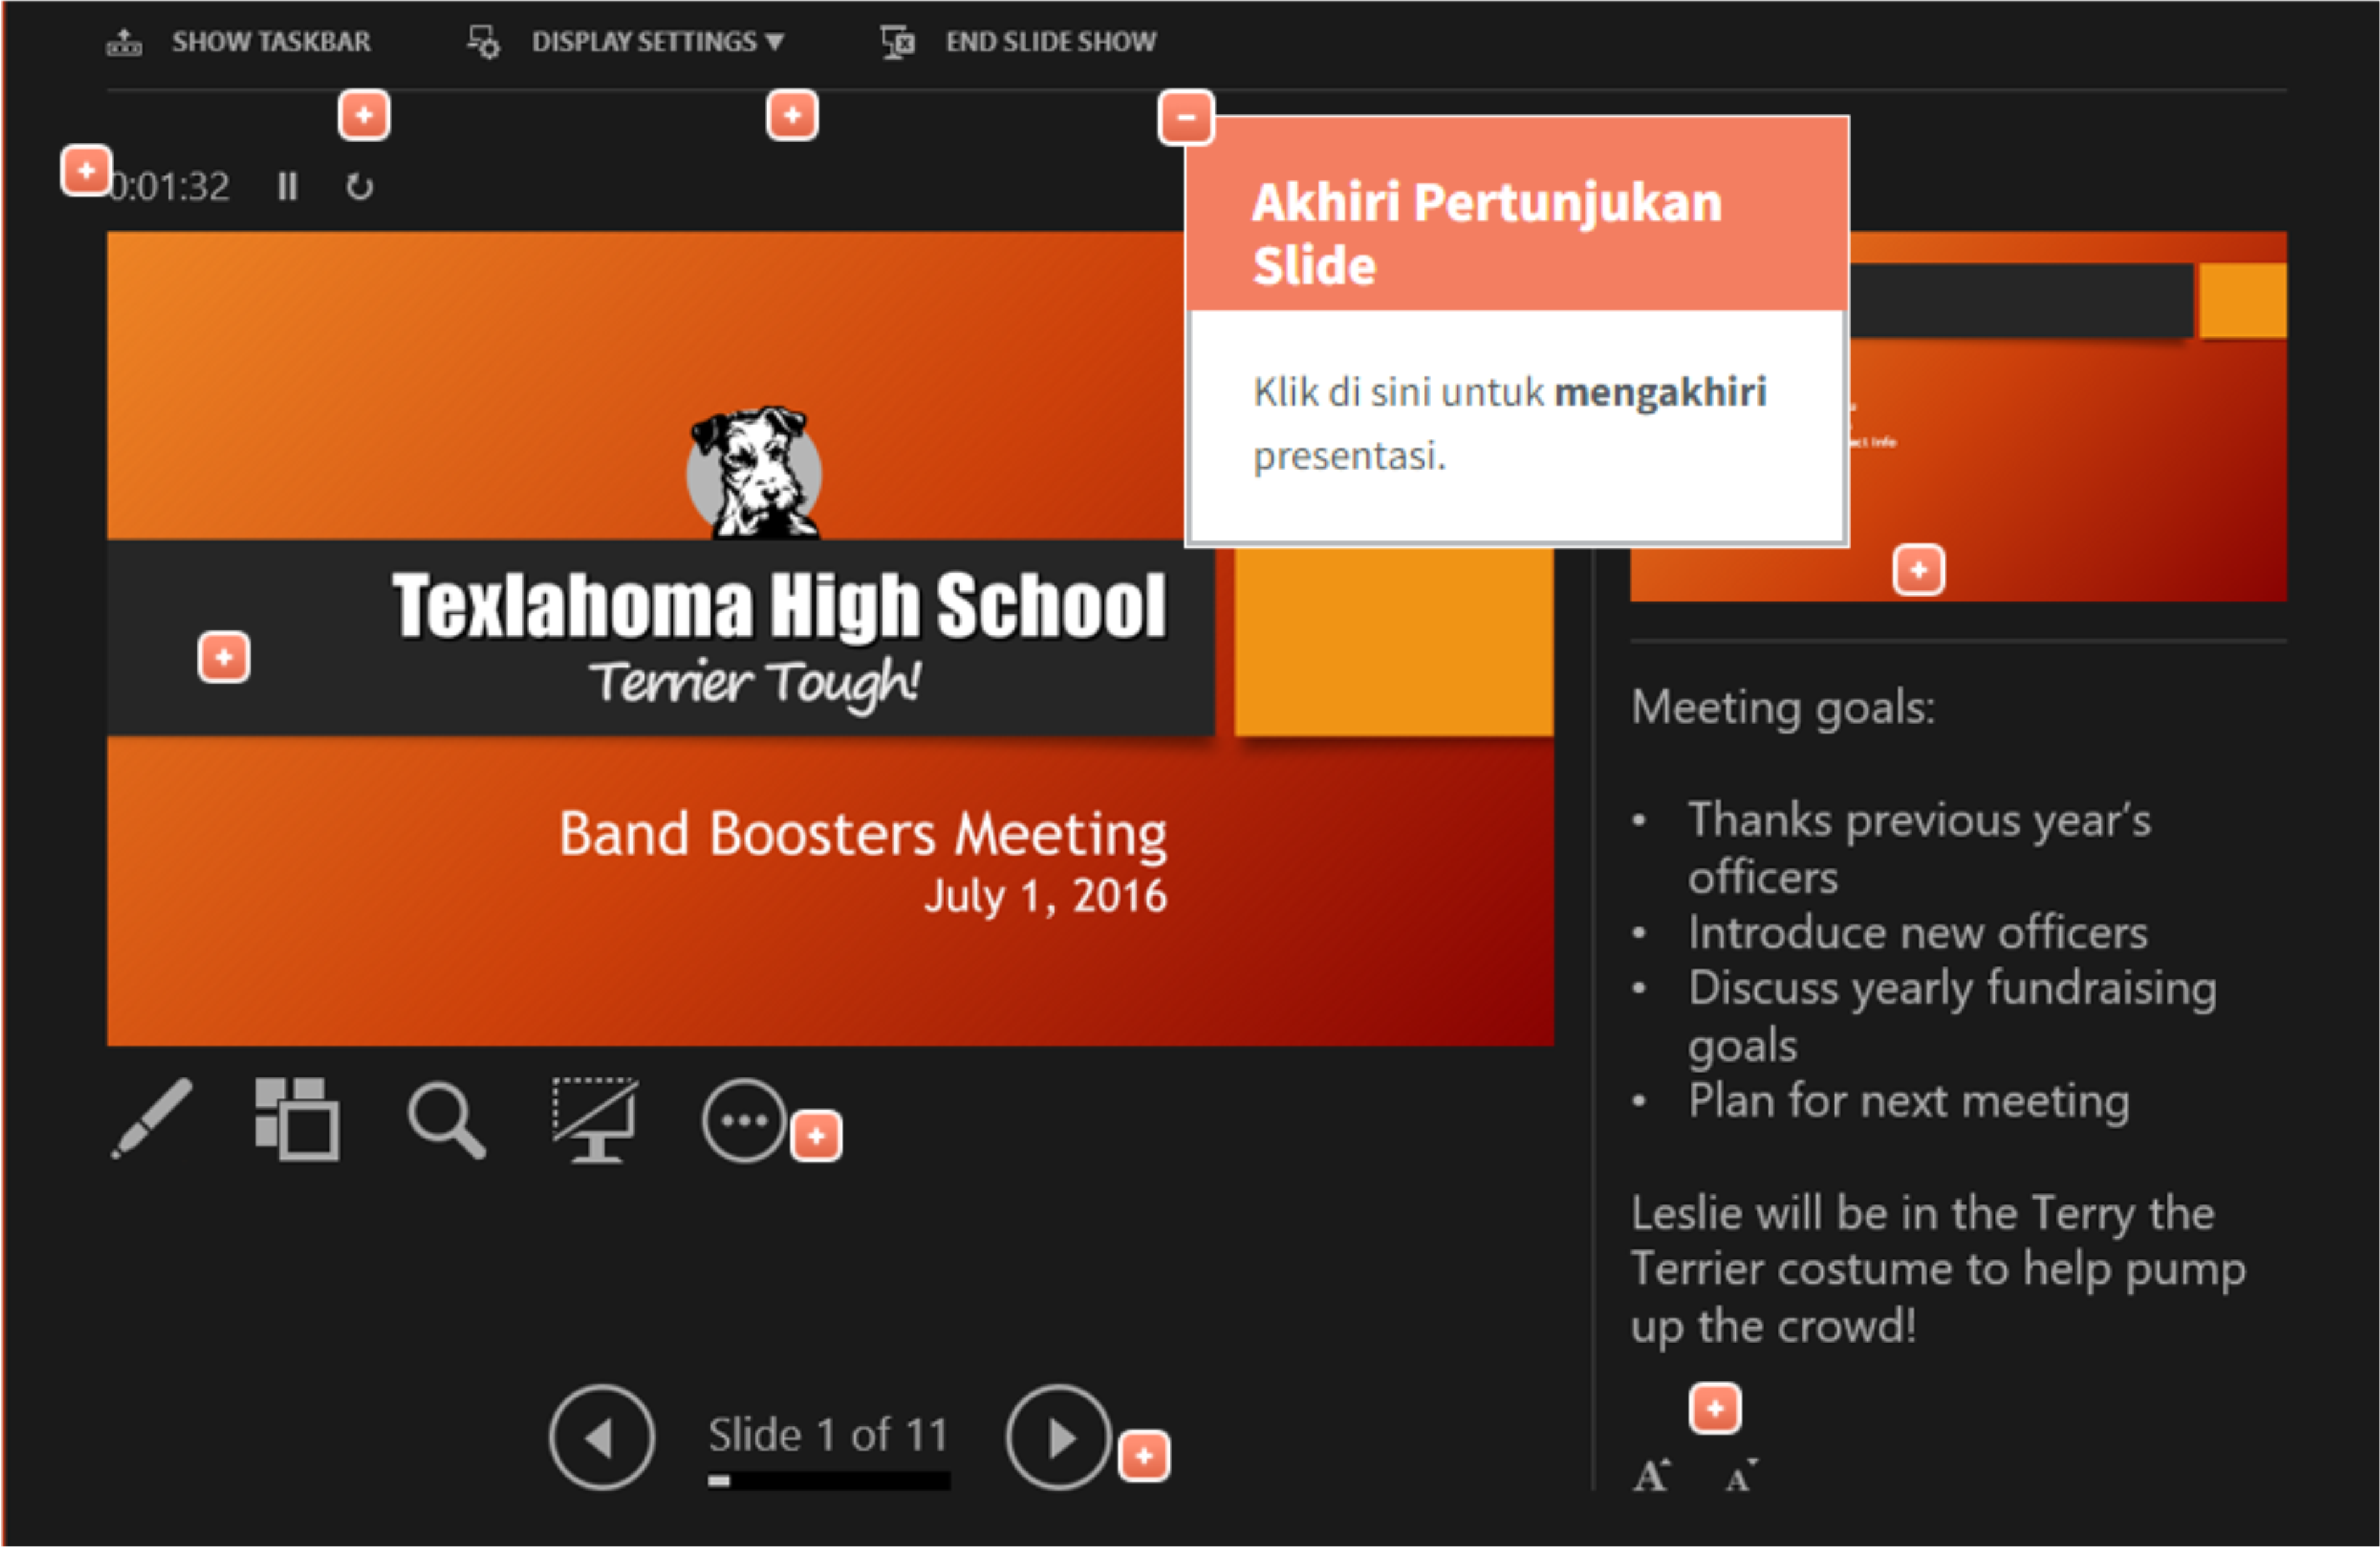 SHOW TASKBAR
DISPLAY SETTINGS
END SLIDE SHOW
0:01:32
Akhiri Pertunjukan
Slide
Klik di sini untuk mengakhiri
presentasi.
Texlahoma High School
Terrier Tough!
Band Boosters Meeting
July 1, 2016
Slide 1 of 11
Info
Meeting goals:
• Thanks previous year's
officers
• Introduce new officers
• Discuss yearly fundraising
goals
• Plan for next meeting
Leslie will be in the Terry the
Terrier costume to help pump
up the crowd!
A A